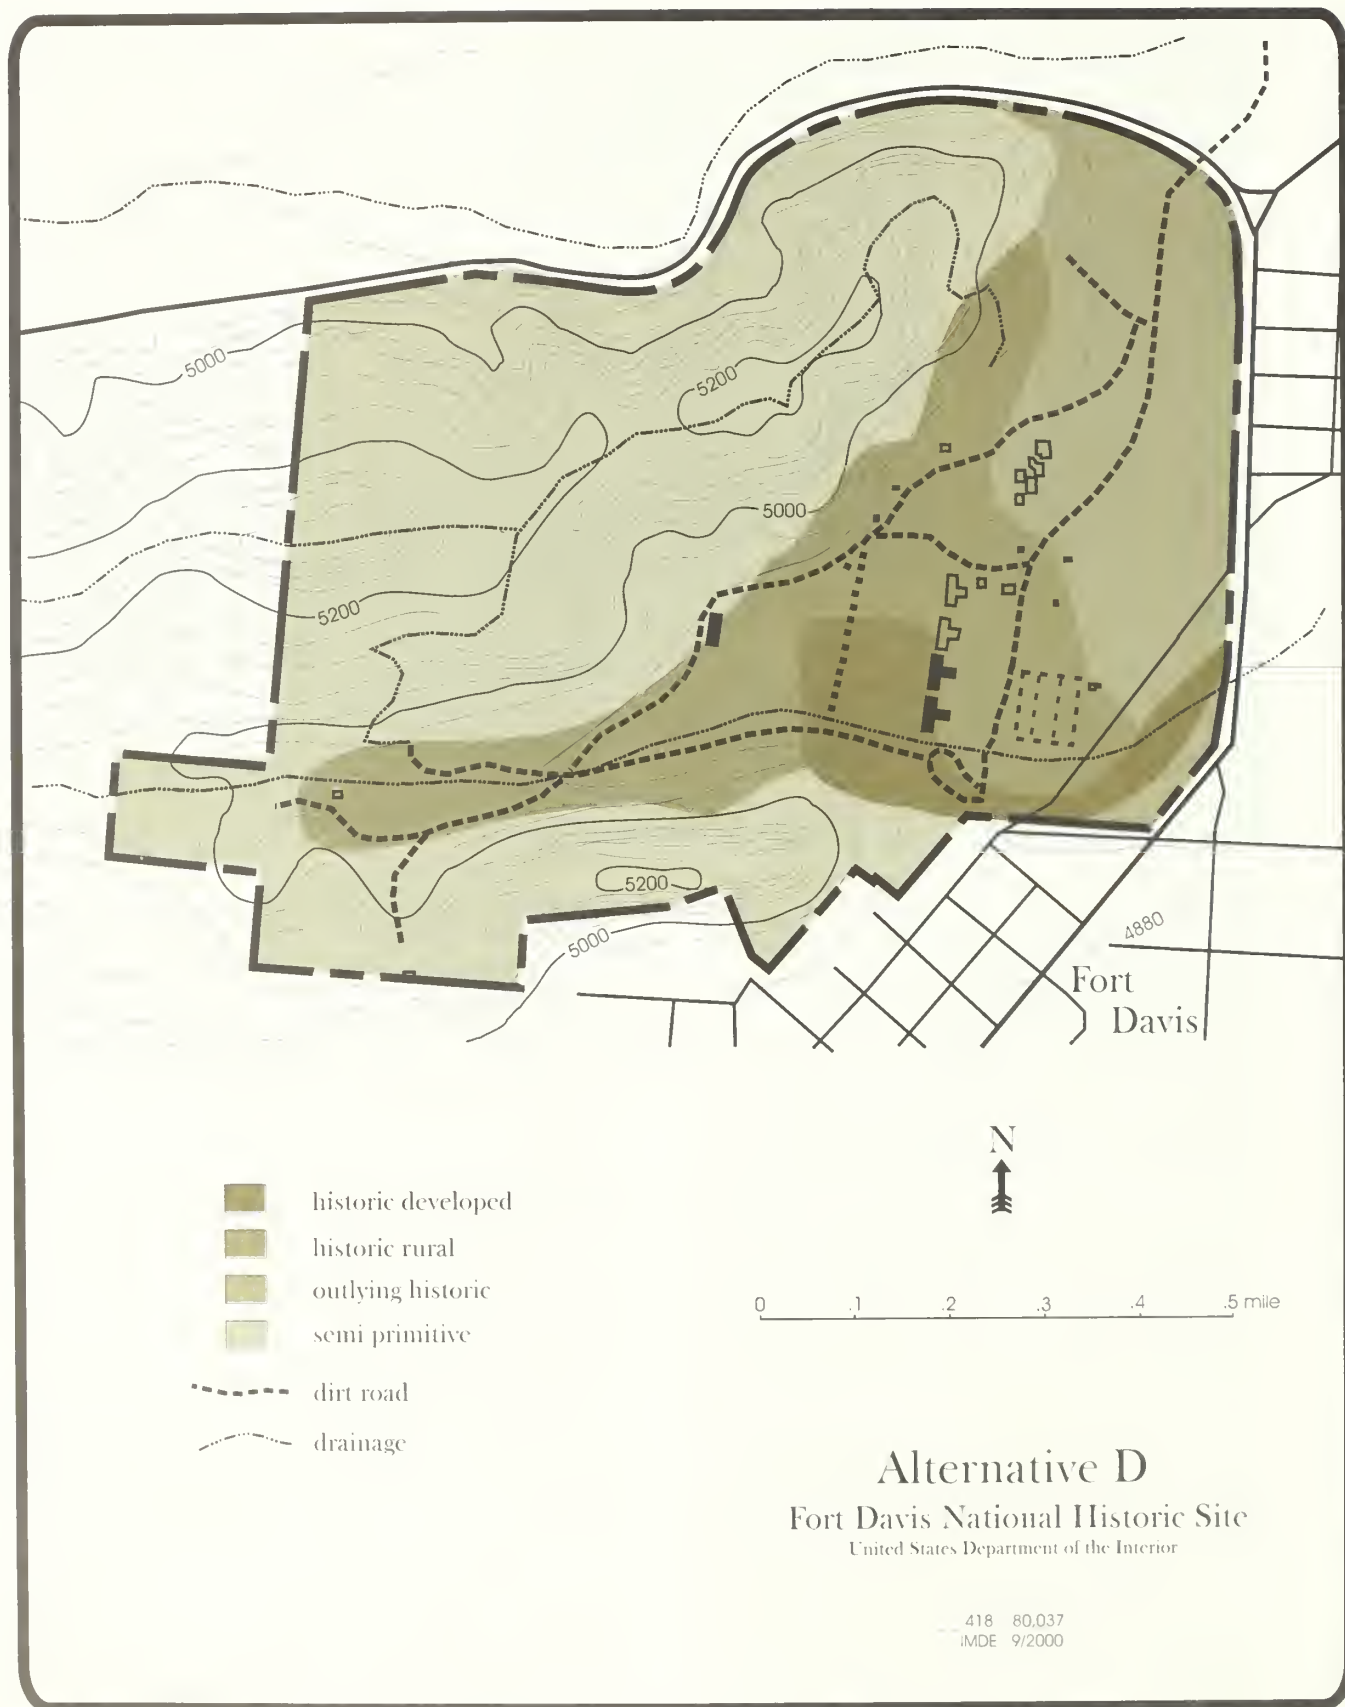 5000
5200
5000
5200
5200
5000
4880
Fort
Davis
N
historic developed
historic rural
outlying historic
semi primitive
dirt road
drainage
0 .1 .2 .3 .4 .5 mile
Alternative D
Fort Davis National Historic Site
United States Department of the Interior
418 80,037
IMDE 9/2000